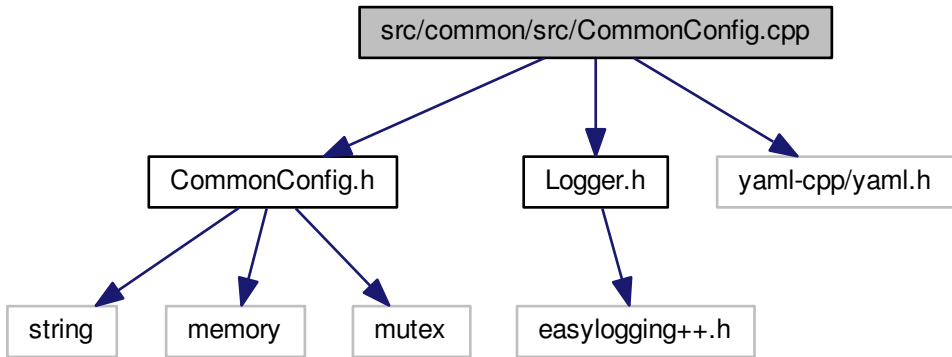 src/common/src/CommonConfig.cpp
CommonConfig.h
Logger.h
yaml-cpp/yaml.h
string
memory
mutex
easylogging++.h